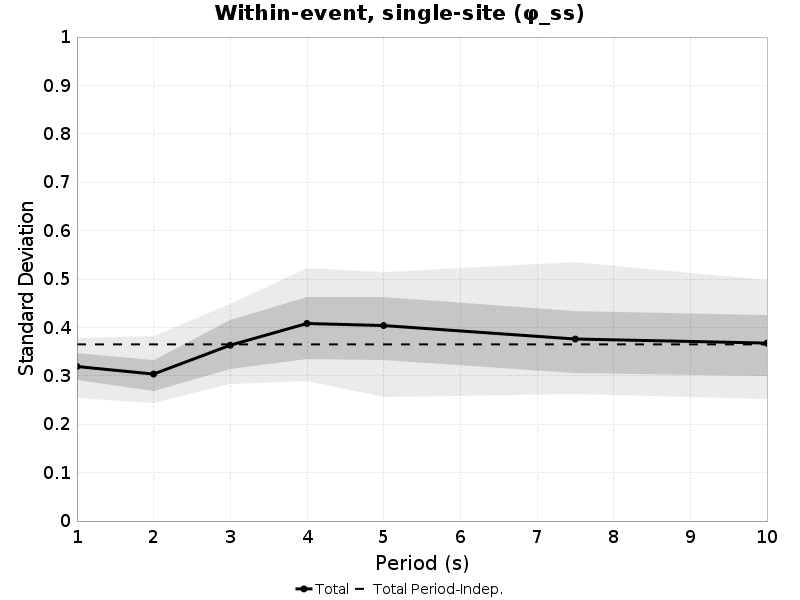 Within-event, single-site (φ_ss)
1
0.9
0.8
0.7
0.6
0.5
0.4
0.3
0.2
0.1
0
Standard Deviation
1 2 3 4 5 6 7 8 9 10
Period (s)
Total Total Period-Indep.